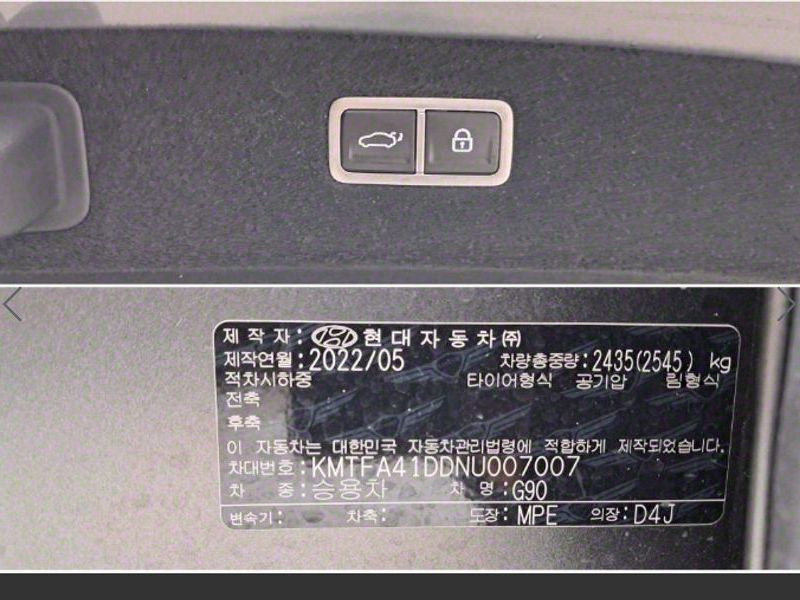 제 작 자 : 현 대 자 동 차 ㈜
제작연월 : 2022/05 차량총중량 : 2435(2545) kg
적차시하중 타이어형식 공기압 림형식
전축
후축
이 자동차는 대한민국 자동차관리법령에 적합하게 제작되었습니다.
차대번호 : KMTFA41DDNU007007
차 종 : 승용차 차 명 : G90
변속기 : 차축 : 도장 : MPE 의장 : D4J